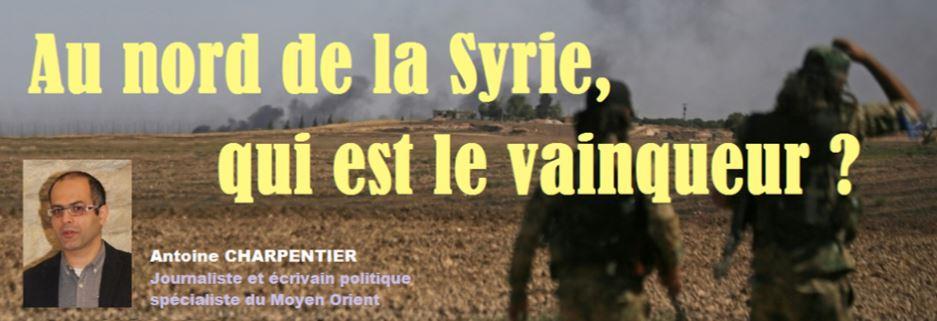 Au nord de la Syrie,
qui est le vainqueur ?
Antoine CHARPENTIER
Journaliste et écrivain politique
spécialiste du Moyen Orient